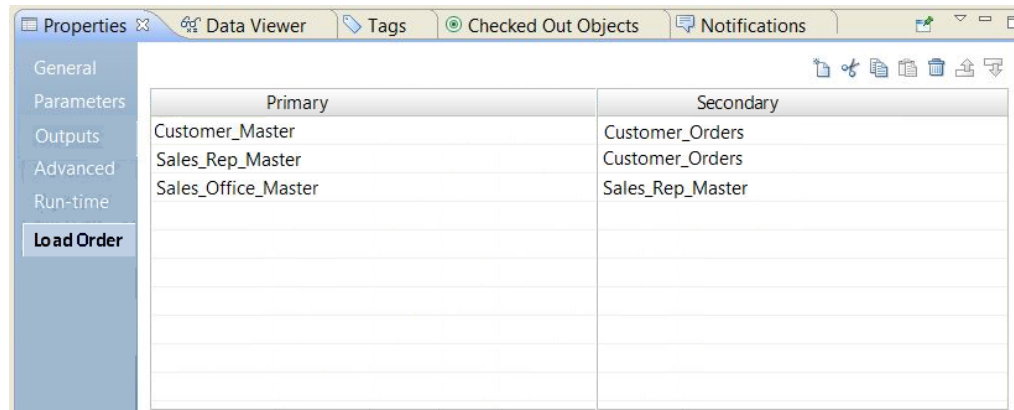 Properties Data Viewer Tags Checked Out Objects Notifications
General
Parameters
Outputs
Advanced
Run-time
Load Order
Primary Secondary
Customer_Master Customer_Orders
Sales_Rep_Master Customer_Orders
Sales_Office_Master Sales_Rep_Master